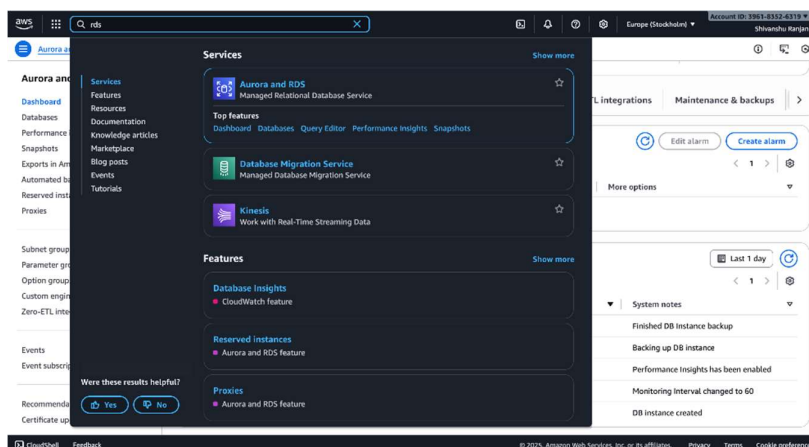 aws
rds
Europe (Stockholm)
Account ID: 3961-8352-6319
Shivanshu Ranjan
Aurora an
Aurora and
Dashboard
Databases
Performance
Snapshots
Exports in Am
Automated ba
Reserved inst
Proxies
Subnet group
Parameter gro
Option group
Custom engin
Zero-ETL inte
Events
Event subscrip
Recommenda
Certificate up
Services
Features
Resources
Documentation
Knowledge articles
Marketplace
Blog posts
Events
Tutorials
Were these results helpful?
Yes
No
Services
Show more
Aurora and RDS
Managed Relational Database Service
Top features
Dashboard Databases Query Editor Performance Insights Snapshots
Database Migration Service
Managed Database Migration Service
Kinesis
Work with Real-Time Streaming Data
Features
Show more
Database Insights
CloudWatch feature
Reserved instances
Aurora and RDS feature
Proxies
Aurora and RDS feature
TL integrations
Maintenance & backups
Edit alarm
Create alarm
1
More options
Last 1 day
1
System notes
Finished DB Instance backup
Backing up DB instance
Performance Insights has been enabled
Monitoring Interval changed to 60
DB instance created
CloudShell Feedback
© 2025, Amazon Web Services, Inc. or its affiliates. Privacy Terms Cookie preference